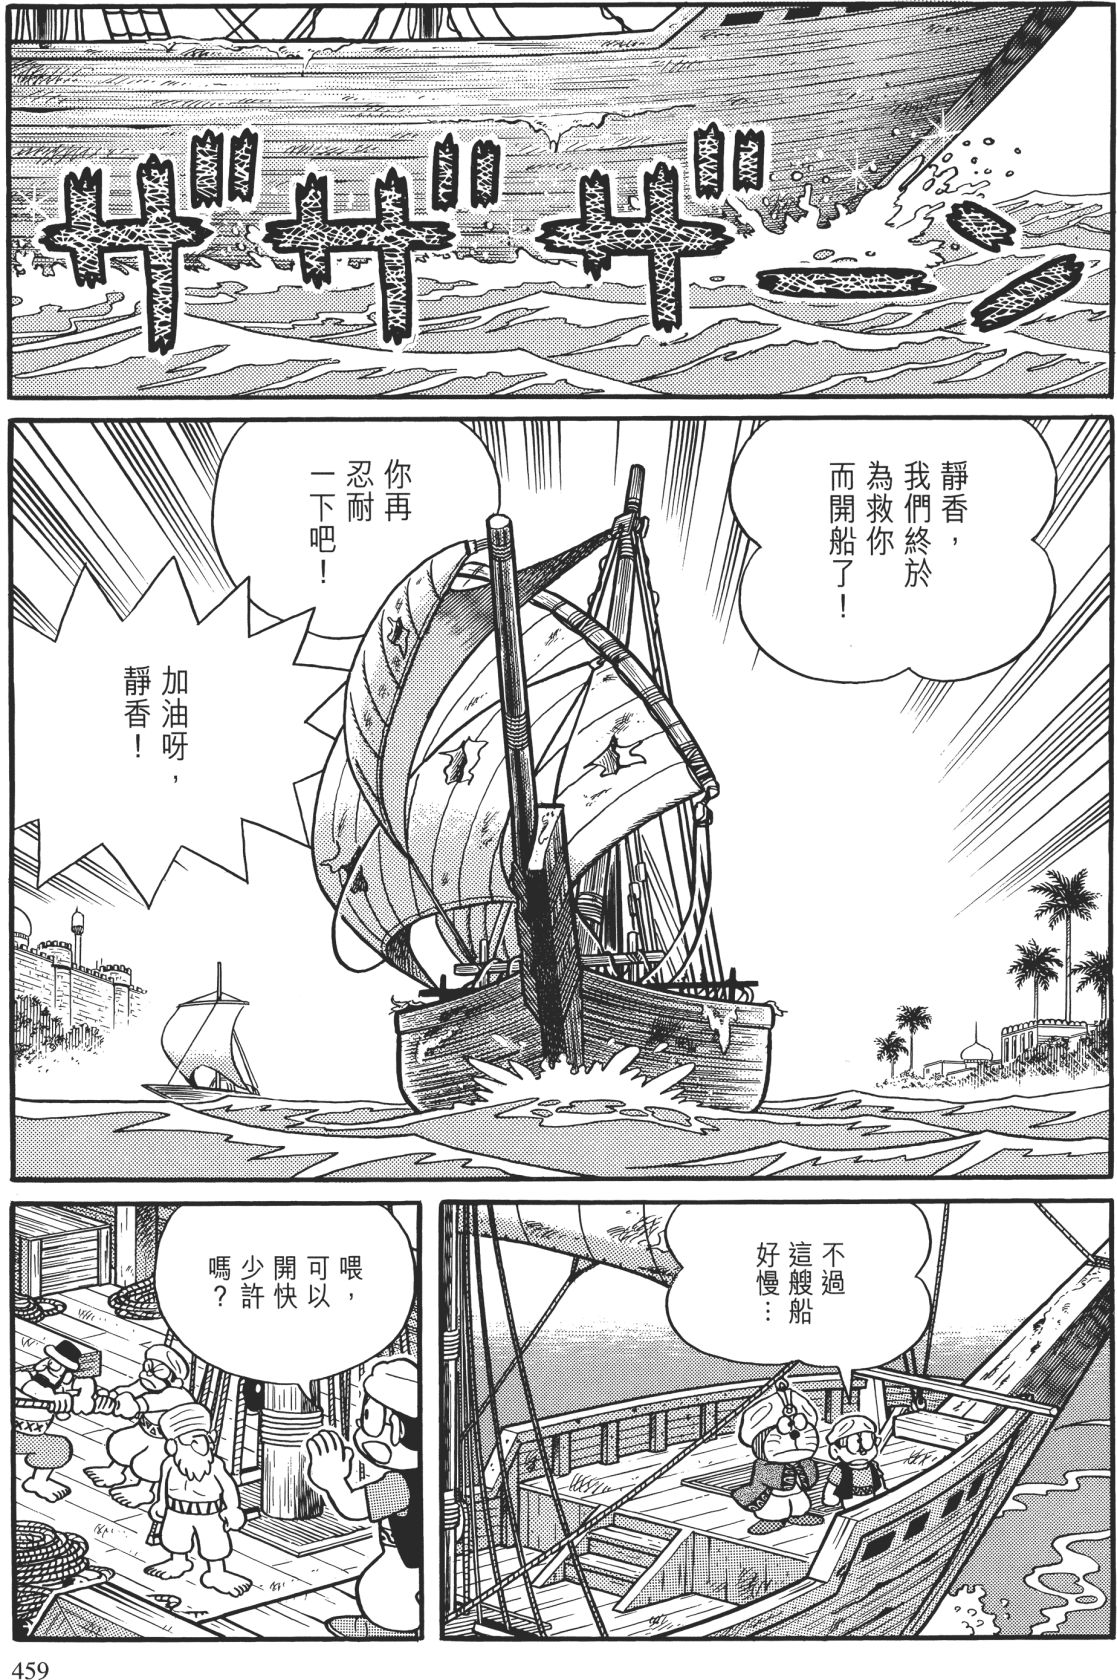 ザザザーン
靜香，
我們終於
為救你
而開船了！
你再
忍耐
一下吧！
加油呀，
靜香！
不過
這艘船
好慢…
喂，
可以
開快
少許
嗎？
459